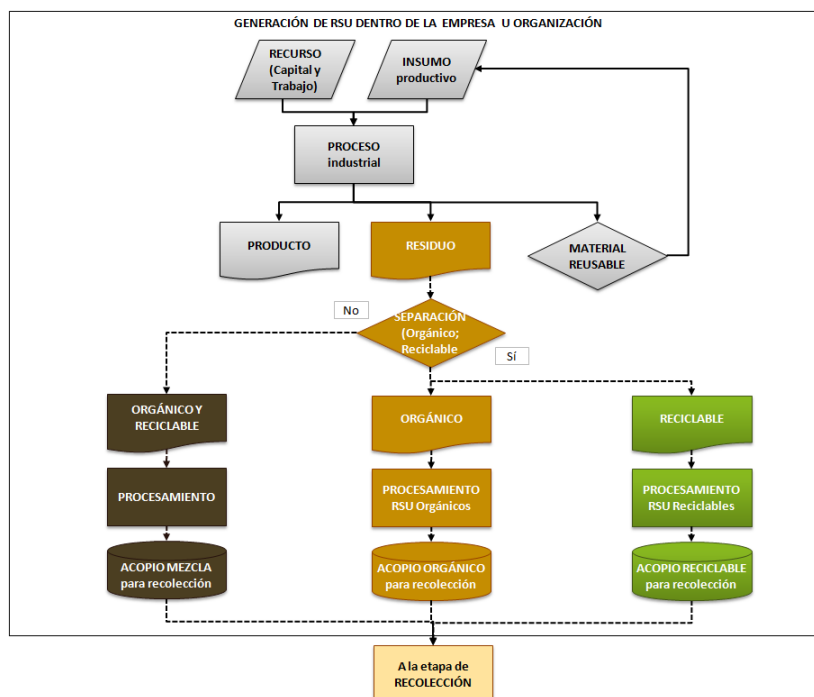 GENERACIÓN DE RSU DENTRO DE LA EMPRESA U ORGANIZACIÓN
RECURSO
(Capital y
Trabajo)
INSUMO
productivo
PROCESO
industrial
PRODUCTO
RESIDUO
MATERIAL
REUSABLE
No
SEPARACIÓN
(Orgánico;
Reciclable
Sí
ORGÁNICO Y
RECICLABLE
ORGÁNICO
RECICLABLE
PROCESAMIENTO
PROCESAMIENTO
RSU Orgánicos
PROCESAMIENTO
RSU Reciclables
ACOPIO MEZCLA
para recolección
ACOPIO ORGÁNICO
para recolección
ACOPIO RECICLABLE
para recolección
A la etapa de
RECOLECCIÓN